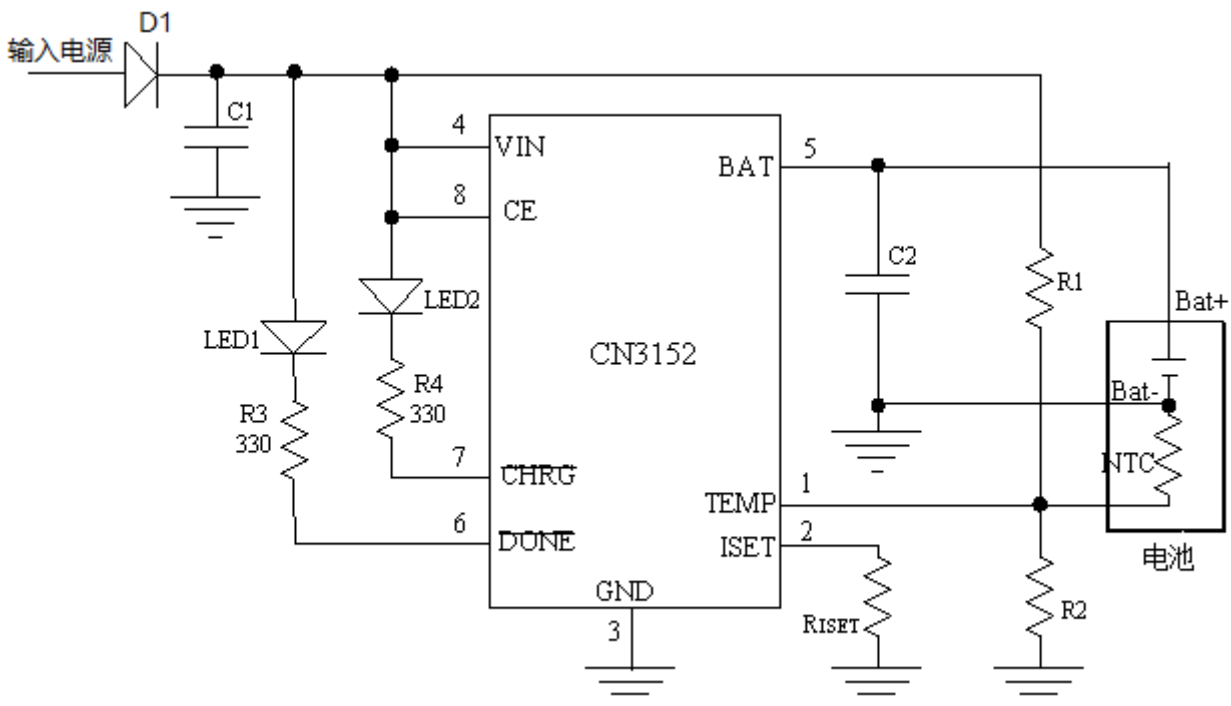 D1
输入电源
C1
4
VIN
BAT
5
8
CE
C2
LED2
R1
Bat+
LED1
CN3152
R4
330
Bat-
R3
330
7
CHRG
NTC
TEMP
1
6
DONE
ISET
2
电池
GND
3
RISET
R2